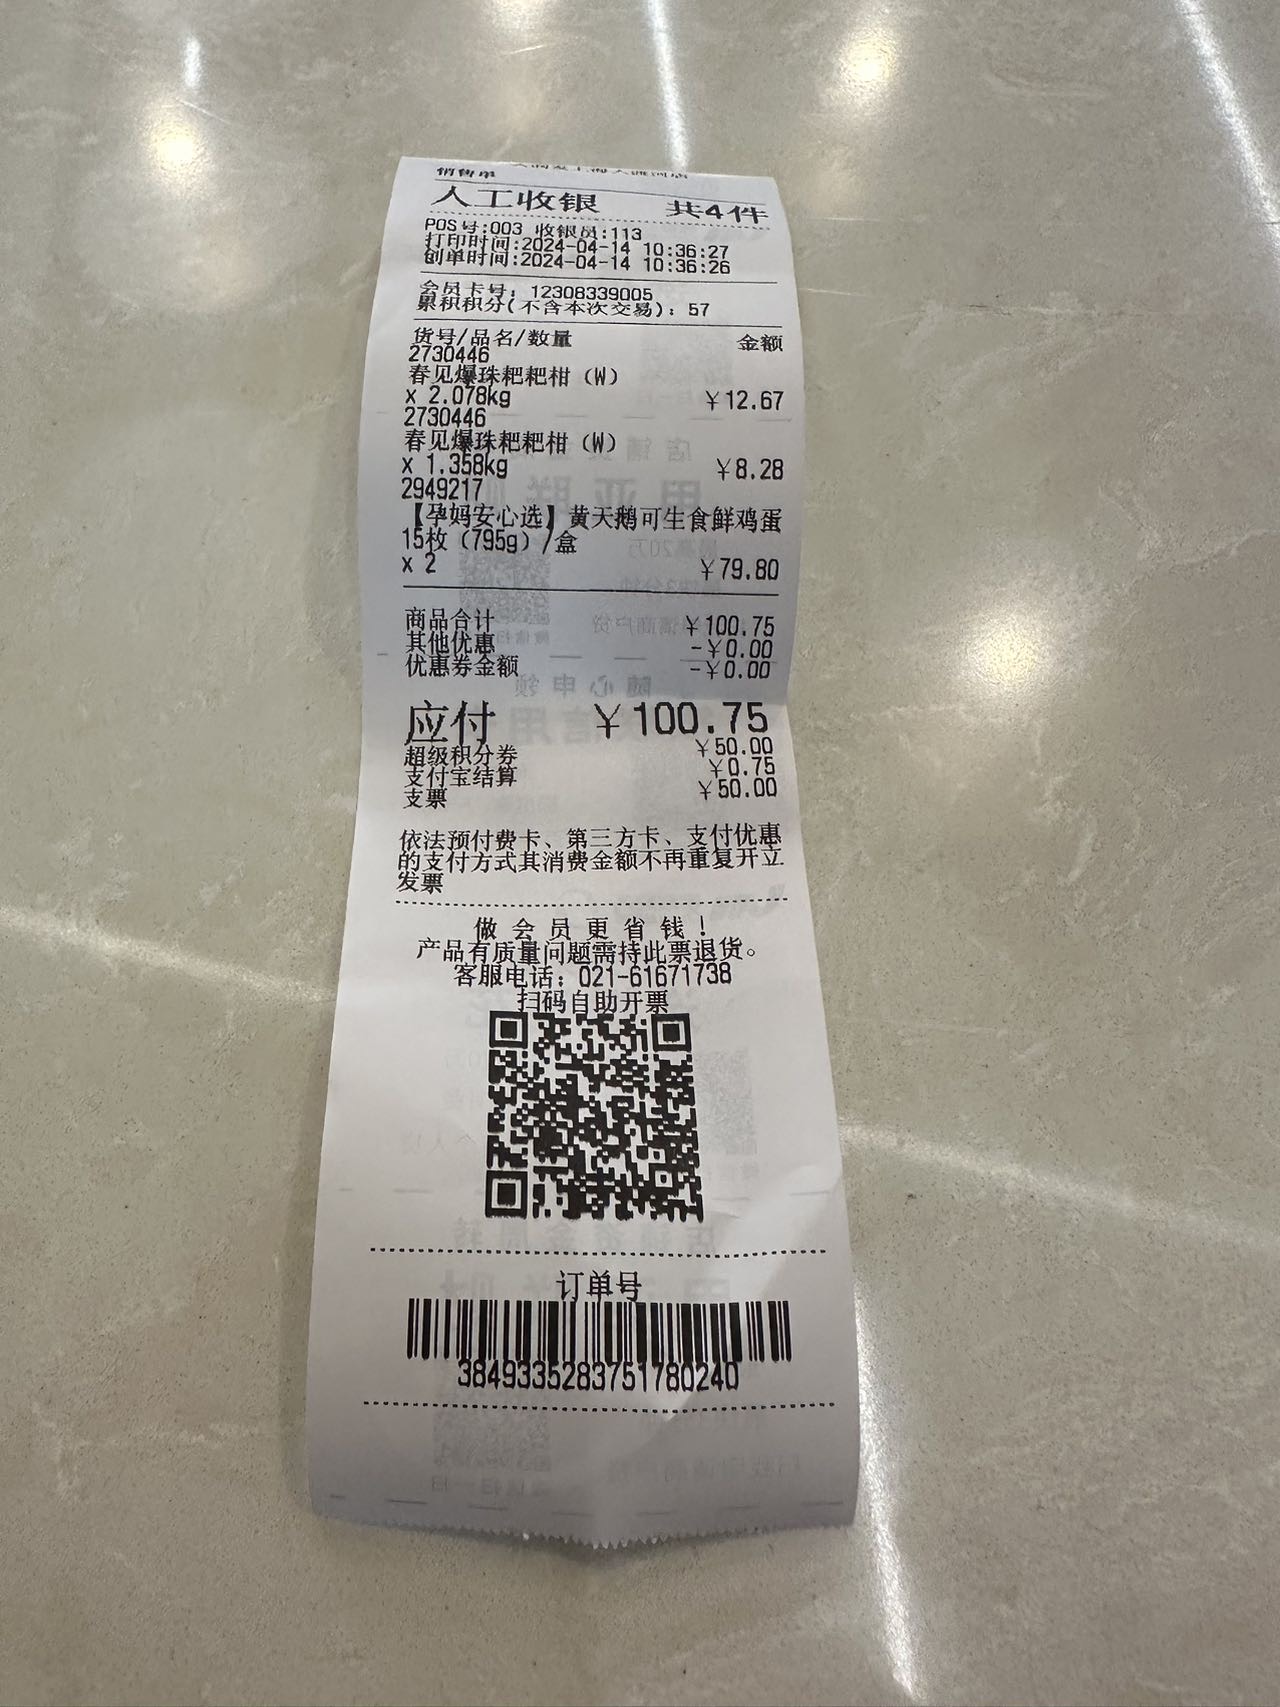 销售单
人工收银 共4件
POS号:003 收银员:113
打印时间:2024-04-14 10:36:27
创单时间:2024-04-14 10:36:26
会员卡号: 12308339005
累积积分(不含本次交易): 57
货号/品名/数量 金额
2730446
春见爆珠粑粑柑（W）
x 2.078kg ￥12.67
2730446
春见爆珠粑粑柑（W）
x 1.358kg ￥8.28
2949217
【孕妈安心选】黄天鹅可生食鲜鸡蛋
15枚（795g）/盒
x 2 ￥79.80
商品合计 ￥100.75
其他优惠 -￥0.00
优惠券金额 -￥0.00
应付 ￥100.75
超级积分券 ￥50.00
支付宝结算 ￥0.75
支票 ￥50.00
依法预付费卡、第三方卡、支付优惠
的支付方式其消费金额不再重复开立
发票
做会员更省钱！
产品有质量问题需持此票退货。
客服电话: 021-61671738
扫码自助开票
订单号
3849335283751780240